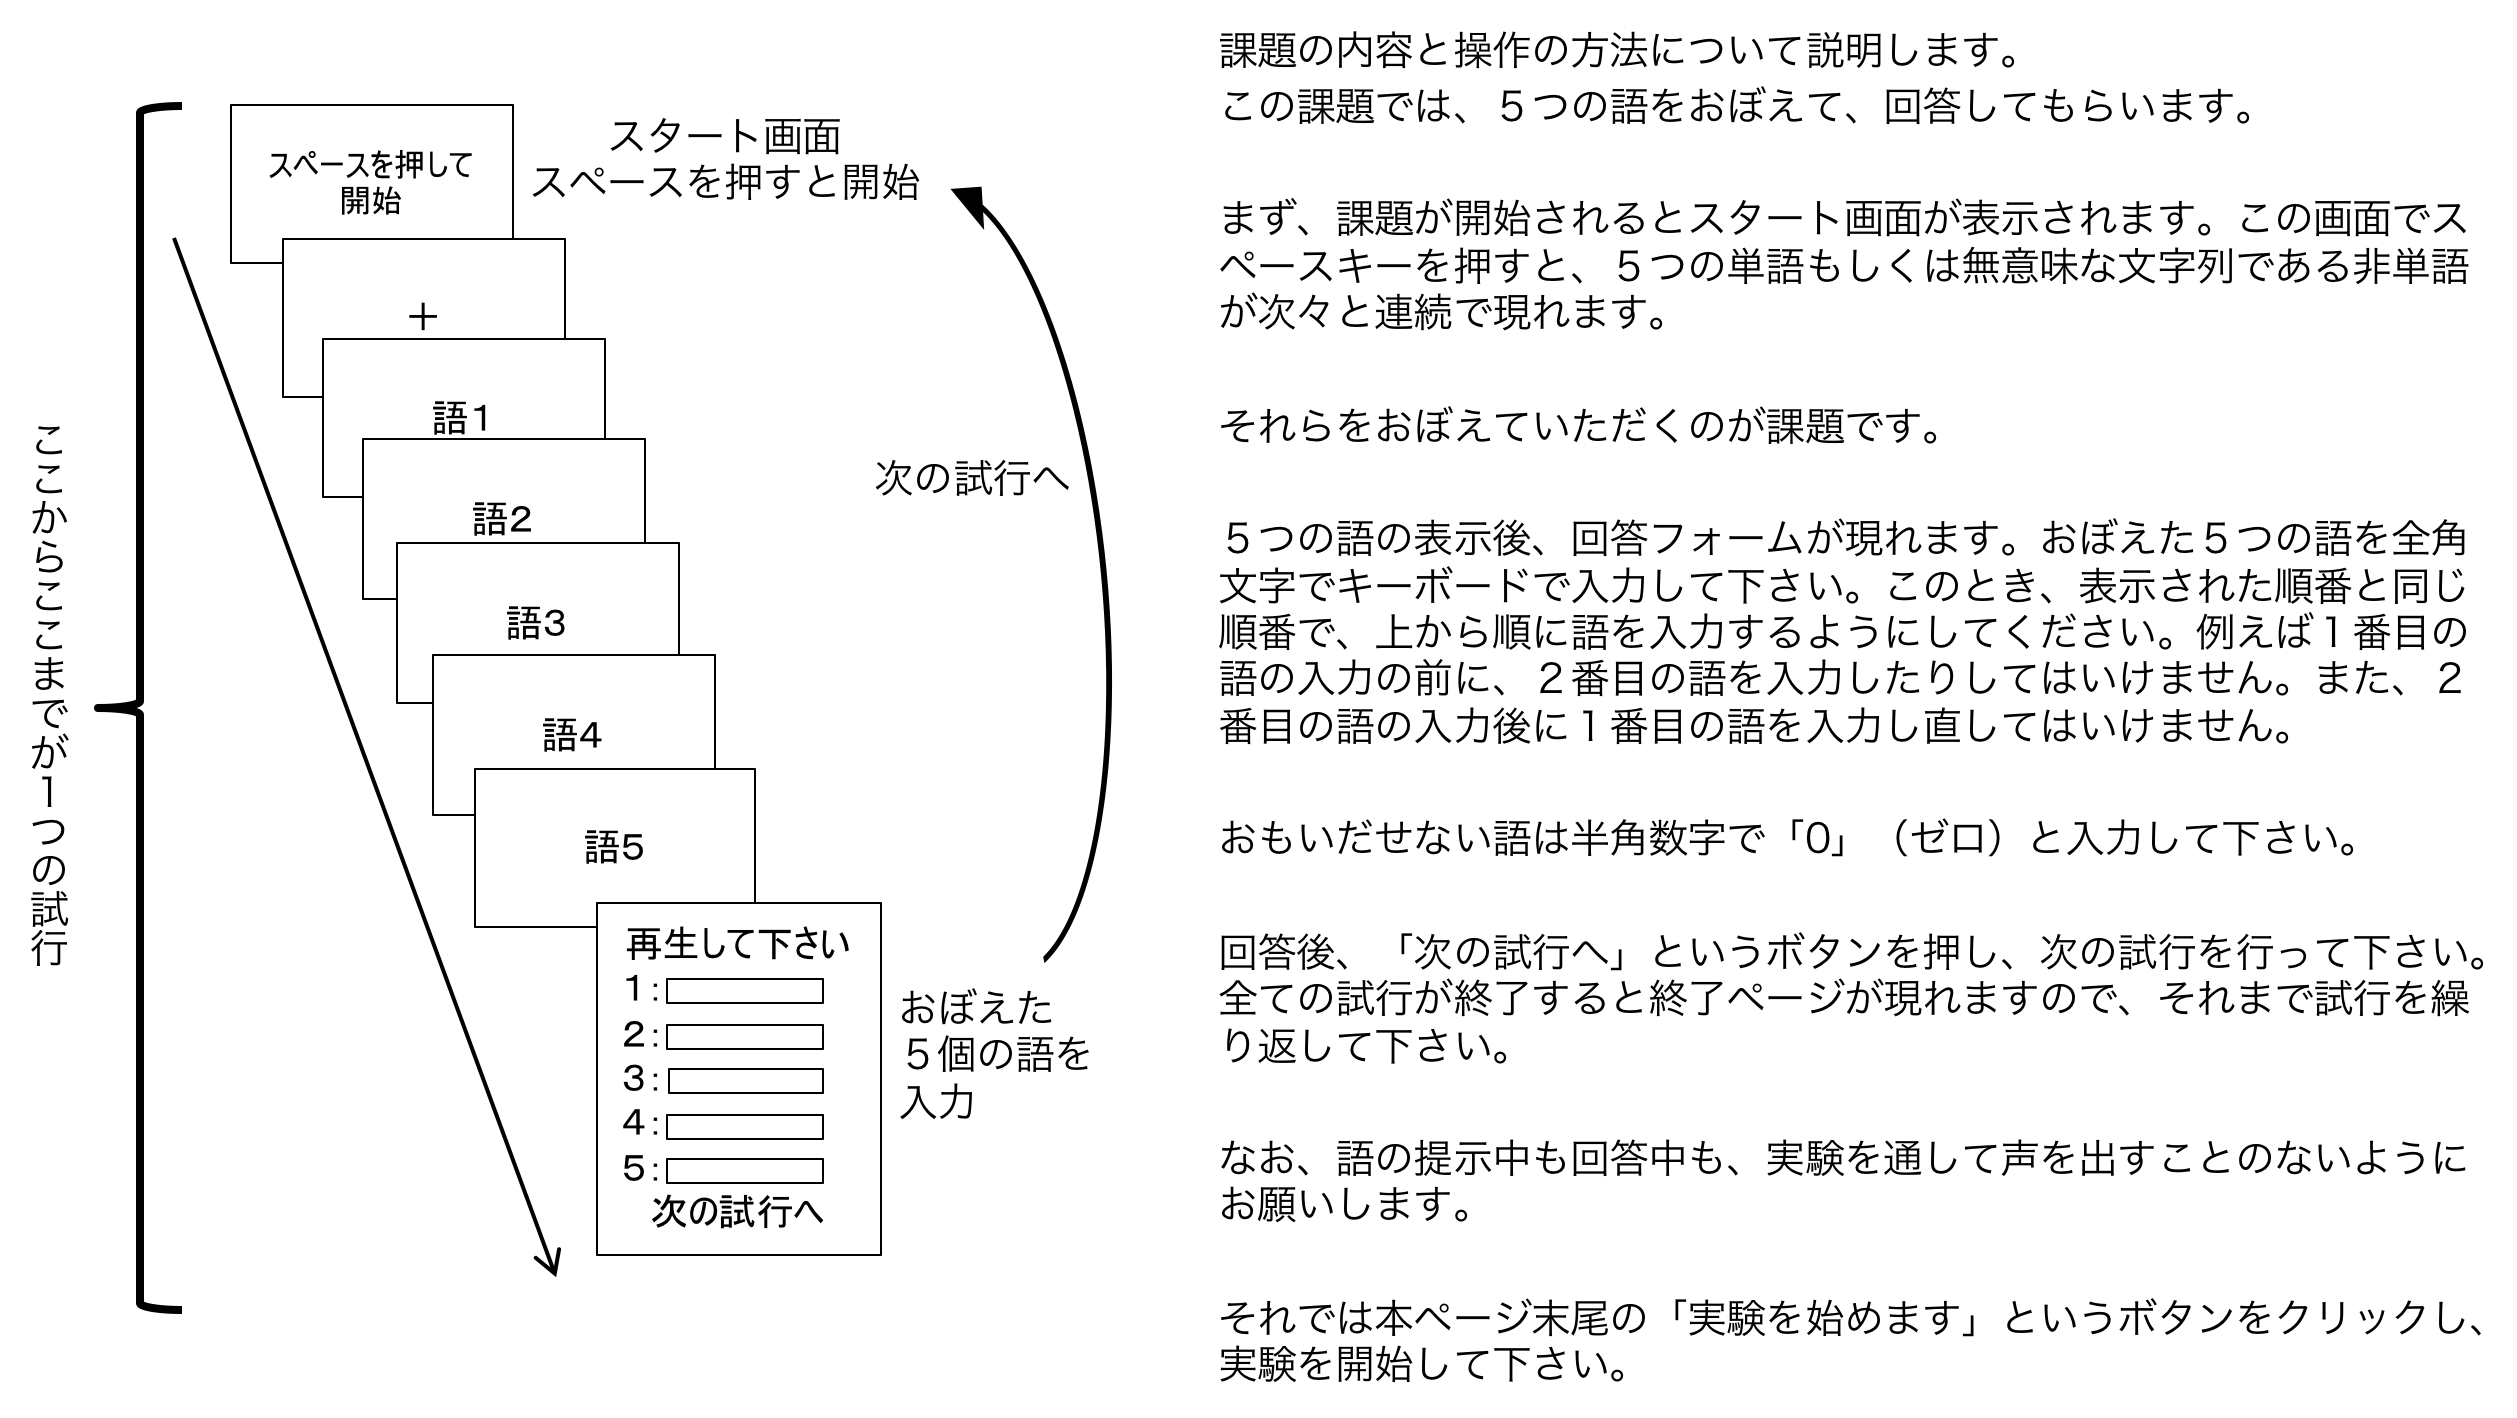 ここからここまでが１つの試行
スペースを押して
開始
+
語1
語2
語3
語4
語5
再生して下さい
1:
2:
3:
4:
5:
次の試行へ
スタート画面
スペースを押すと開始
次の試行へ
おぼえた
５個の語を
入力
課題の内容と操作の方法について説明します。
この課題では、５つの語をおぼえて、回答してもらいます。
まず、課題が開始されるとスタート画面が表示されます。この画面でス
ペースキーを押すと、５つの単語もしくは無意味な文字列である非単語
が次々と連続で現れます。
それらをおぼえていただくのが課題です。
５つの語の表示後、回答フォームが現れます。おぼえた５つの語を全角
文字でキーボードで入力して下さい。このとき、表示された順番と同じ
順番で、上から順に語を入力するようにしてください。例えば１番目の
語の入力の前に、２番目の語を入力したりしてはいけません。また、２
番目の語の入力後に１番目の語を入力し直してはいけません。
おもいだせない語は半角数字で「0」（ゼロ）と入力して下さい。
回答後、「次の試行へ」というボタンを押し、次の試行を行って下さい。
全ての試行が終了すると終了ページが現れますので、それまで試行を繰
り返して下さい。
なお、語の提示中も回答中も、実験を通して声を出すことのないように
お願いします。
それでは本ページ末尾の「実験を始めます」というボタンをクリックし、
実験を開始して下さい。